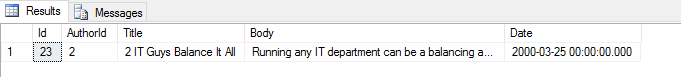 Results Messages
Id AuthorId Title Body Date
1 23 2 2 IT Guys Balance It All Running any IT department can be a balancing a... 2000-03-25 00:00:00.000